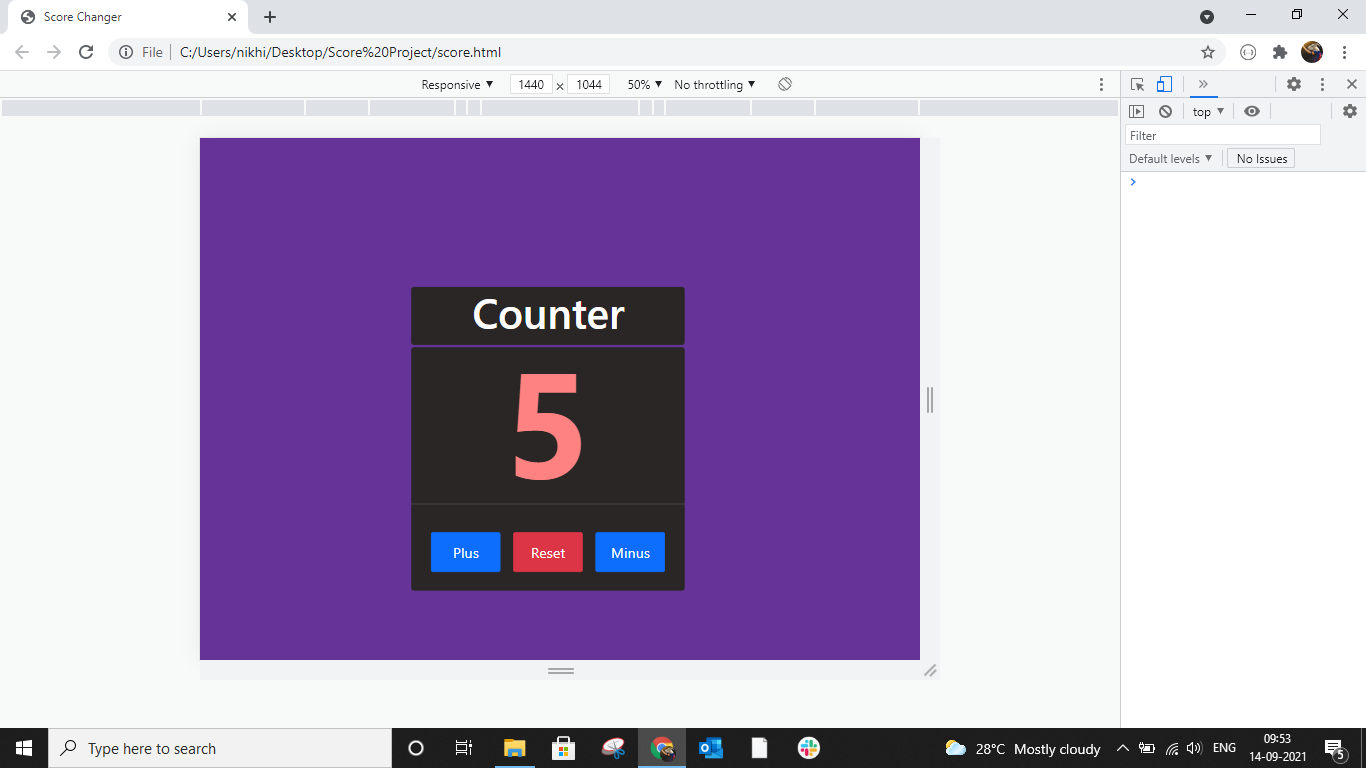 Score Changer
File
C:/Users/nikhi/Desktop/Score%20Project/score.html
Responsive 1440 × 1044 50% No throttling
top
Filter
Default levels No Issues
Counter
5
Plus Reset Minus
Type here to search
28°C Mostly cloudy
ENG
09:53
14-09-2021
5